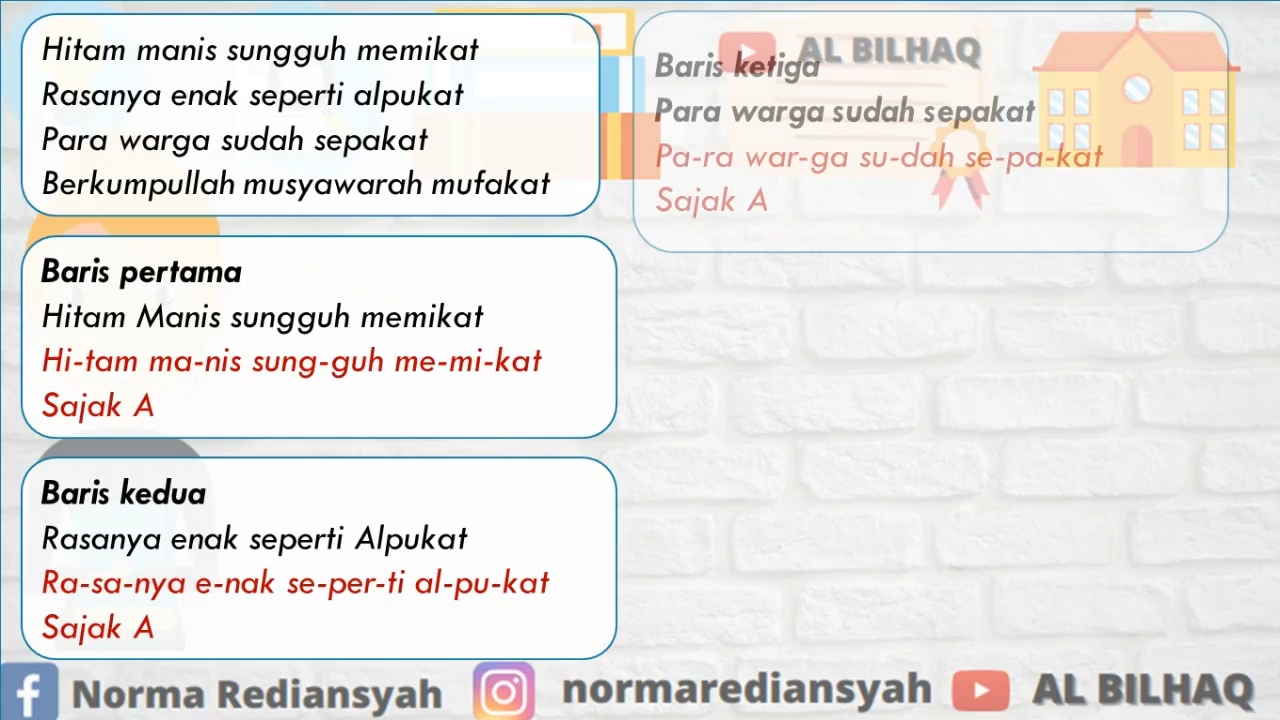 Hitam manis sungguh memikat
Rasanya enak seperti alpukat
Para warga sudah sepakat
Berkumpullah musyawarah mufakat
Baris pertama
Hitam Manis sungguh memikat
Hi-tam ma-nis sung-guh me-mi-kat
Sajak A
Baris kedua
Rasanya enak seperti Alpukat
Ra-sa-nya e-nak se-per-ti al-pu-kat
Sajak A
AL BILHAQ
Baris ketiga
Para warga sudah sepakat
Pa-ra war-ga su-dah se-pa-kat
Sajak A
Norma Rediansyah
normarediansyah
AL BILHAQ